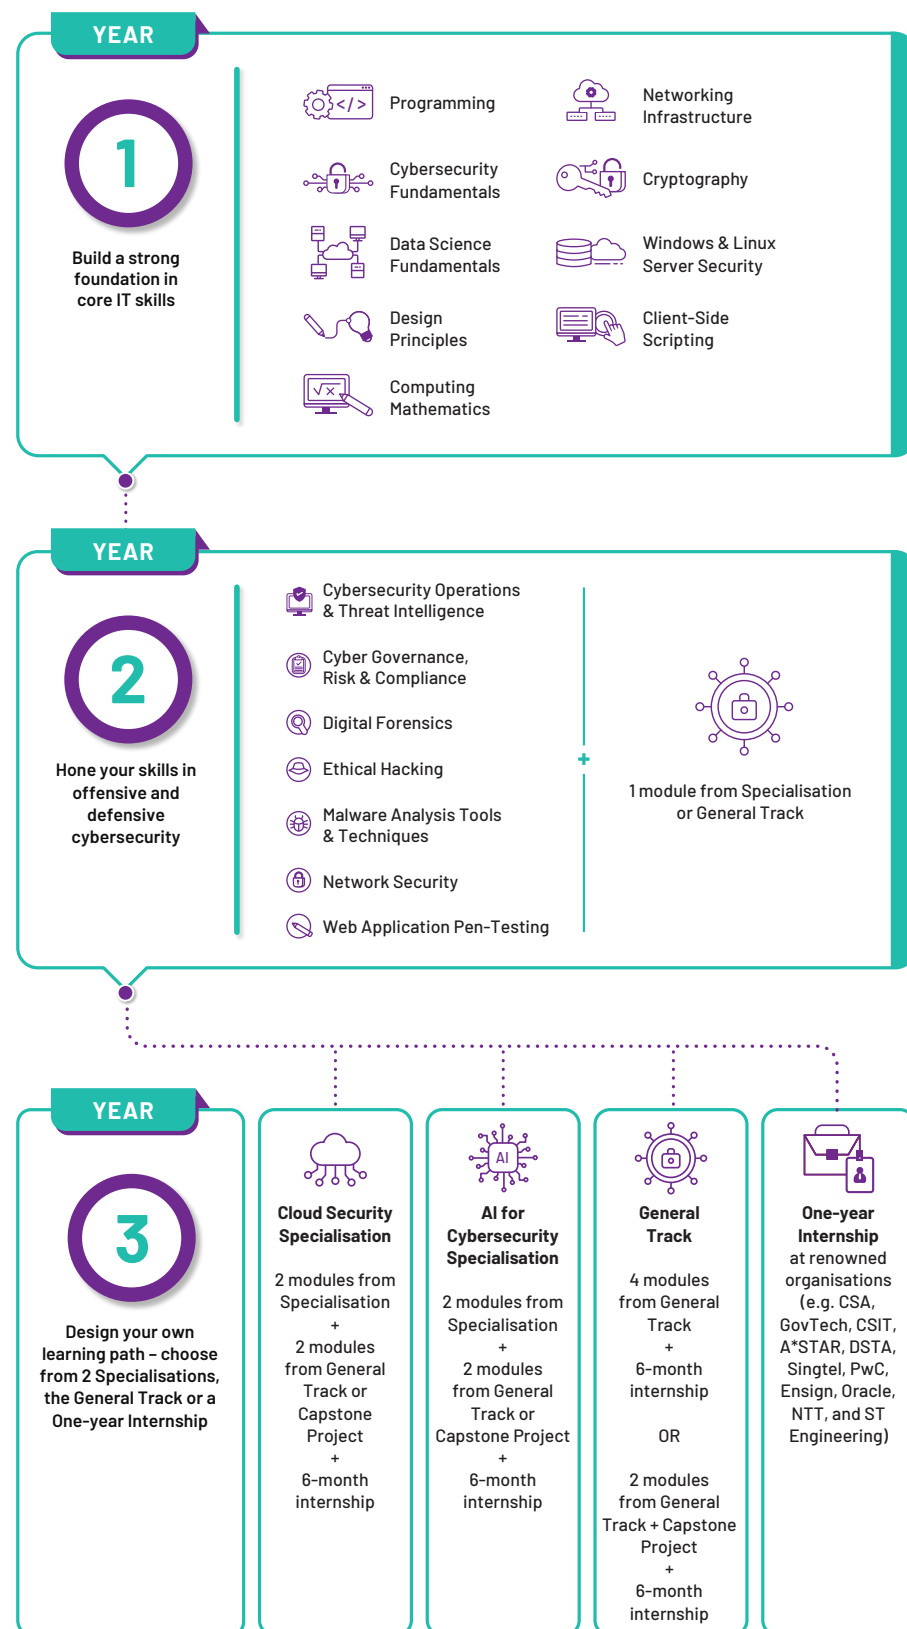 YEAR
1
Build a strong
foundation in
core IT skills
</>
Programming
Networking
Infrastructure
Cybersecurity
Fundamentals
Cryptography
Data Science
Fundamentals
Windows & Linux
Server Security
Design
Principles
Client-Side
Scripting
√x
Computing
Mathematics
YEAR
2
Hone your skills in
offensive and
defensive
cybersecurity
Cybersecurity Operations
& Threat Intelligence
Cyber Governance,
Risk & Compliance
Digital Forensics
Ethical Hacking
Malware Analysis Tools
& Techniques
Network Security
Web Application Pen-Testing
+
1 module from Specialisation
or General Track
YEAR
3
Design your own
learning path – choose
from 2 Specialisations,
the General Track or a
One-year Internship
Cloud Security
Specialisation
2 modules from
Specialisation
+
2 modules
from General
Track or
Capstone
Project
+
6-month
internship
AI
AI for
Cybersecurity
Specialisation
2 modules from
Specialisation
+
2 modules
from General
Track or
Capstone Project
+
6-month
internship
General
Track
4 modules
from General
Track
+
6-month
internship
OR
2 modules
from General
Track + Capstone
Project
+
6-month
internship
One-year
Internship
at renowned
organisations
(e.g. CSA,
GovTech, CSIT,
A*STAR, DSTA,
Singtel, PwC,
Ensign, Oracle,
NTT, and ST
Engineering)